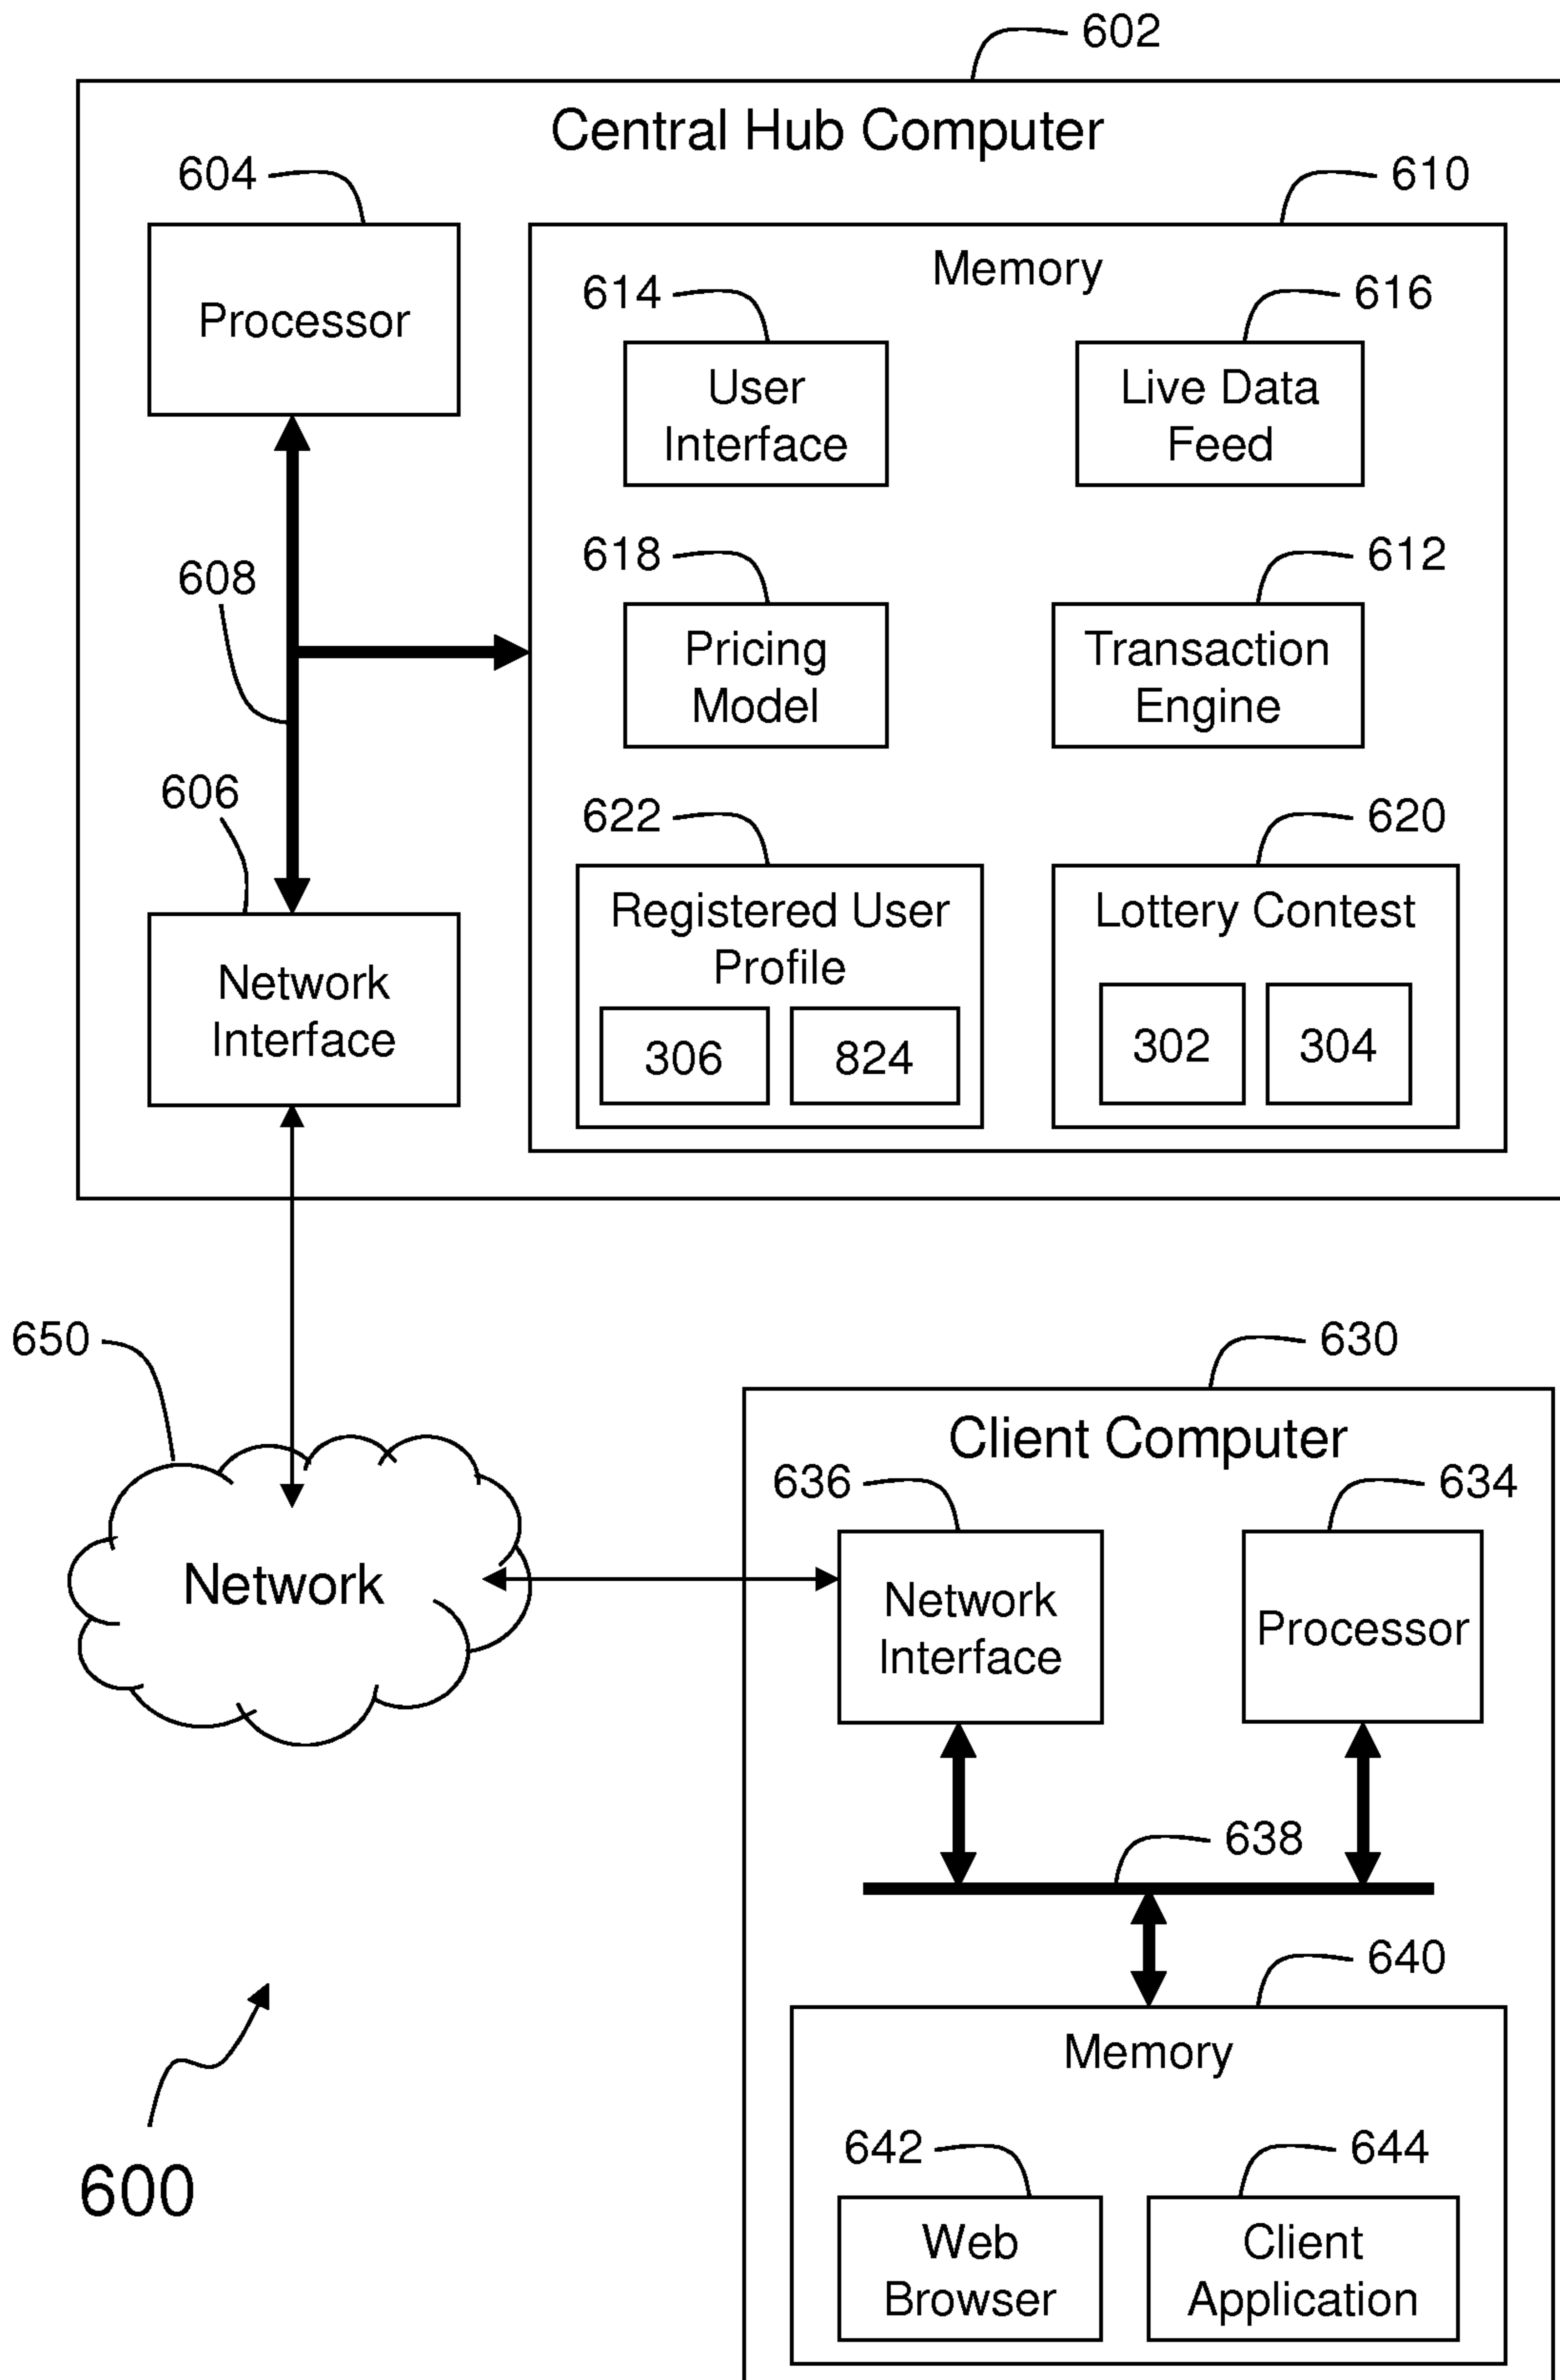 602
Central Hub Computer
604
610
Processor
Memory
614
616
User
Interface
Live Data
Feed
608
618
612
Pricing
Model
Transaction
Engine
606
622
620
Network
Interface
Registered User
Profile
306
824
Lottery Contest
302
304
650
630
Network
Client Computer
636
634
Network
Interface
Processor
638
640
Memory
642
644
Web
Browser
Client
Application
600